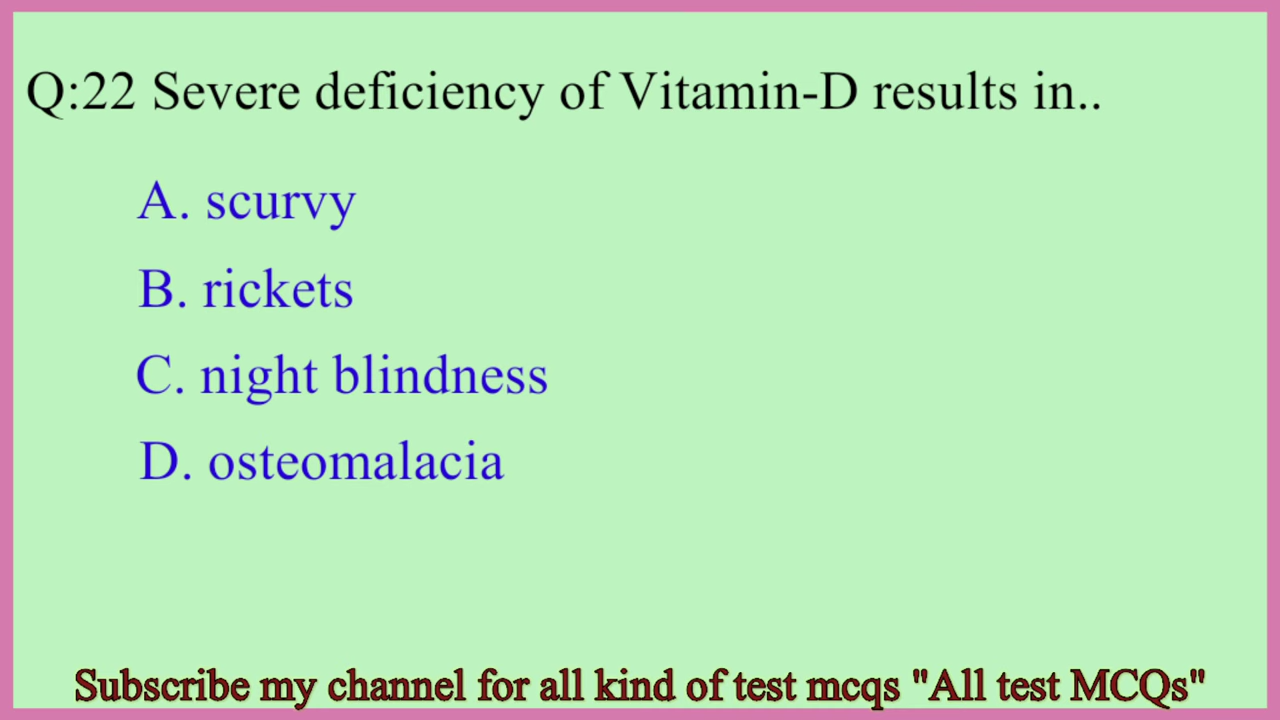 Q:22 Severe deficiency of Vitamin-D results in..
A. scurvy
B. rickets
C. night blindness
D. osteomalacia
Subscribe my channel for all kind of test mcqs "All test MCQs"